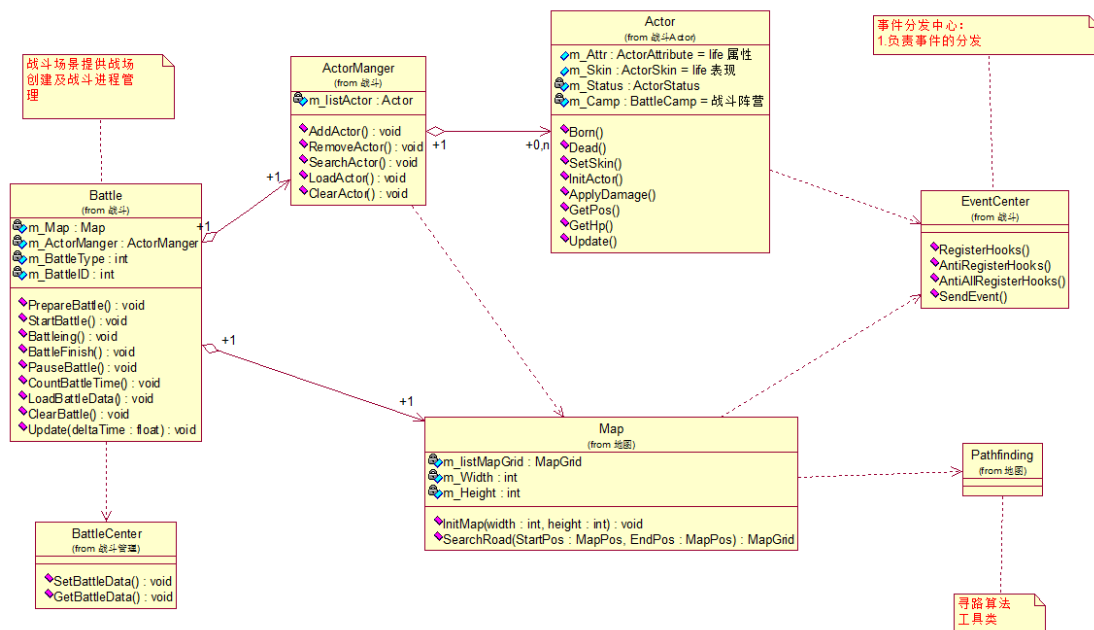 战斗场景提供战场
创建及战斗进程管
理
ActorManger
(from 战斗)
m_listActor : Actor
AddActor() : void
RemoveActor() : void
SearchActor() : void
LoadActor() : void
ClearActor() : void
Actor
(from 战斗Actor)
m_Attr : ActorAttribute = life 属性
m_Skin : ActorSkin = life 表现
m_Status : ActorStatus
m_Camp : BattleCamp = 战斗阵营
Born()
Dead()
SetSkin()
InitActor()
ApplyDamage()
GetPos()
GetHp()
Update()
事件分发中心：
1.负责事件的分发
+1
+0,n
+1
+1
Battle
(from 战斗)
m_Map : Map
m_ActorManger : ActorManger
m_BattleType : int
m_BattleID : int
PrepareBattle() : void
StartBattle() : void
Battleing() : void
BattleFinish() : void
PauseBattle() : void
CountBattleTime() : void
LoadBattleData() : void
ClearBattle() : void
Update(deltaTime : float) : void
EventCenter
(from 战斗)
RegisterHooks()
AntiRegisterHooks()
AntiAllRegisterHooks()
SendEvent()
+1
+1
Map
(from 地图)
m_listMapGrid : MapGrid
m_Width : int
m_Height : int
InitMap(width : int, height : int) : void
SearchRoad(StartPos : MapPos, EndPos : MapPos) : MapGrid
Pathfinding
(from 地图)
BattleCenter
(from 战斗管理)
SetBattleData() : void
GetBattleData() : void
寻路算法
工具类